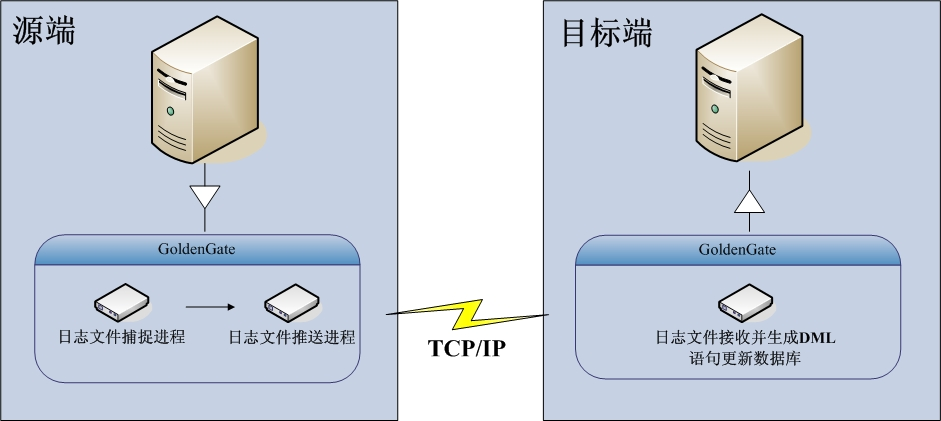 源端
GoldenGate
日志文件捕捉进程
日志文件推送进程
TCP/IP
目标端
GoldenGate
日志文件接收并生成DML
语句更新数据库